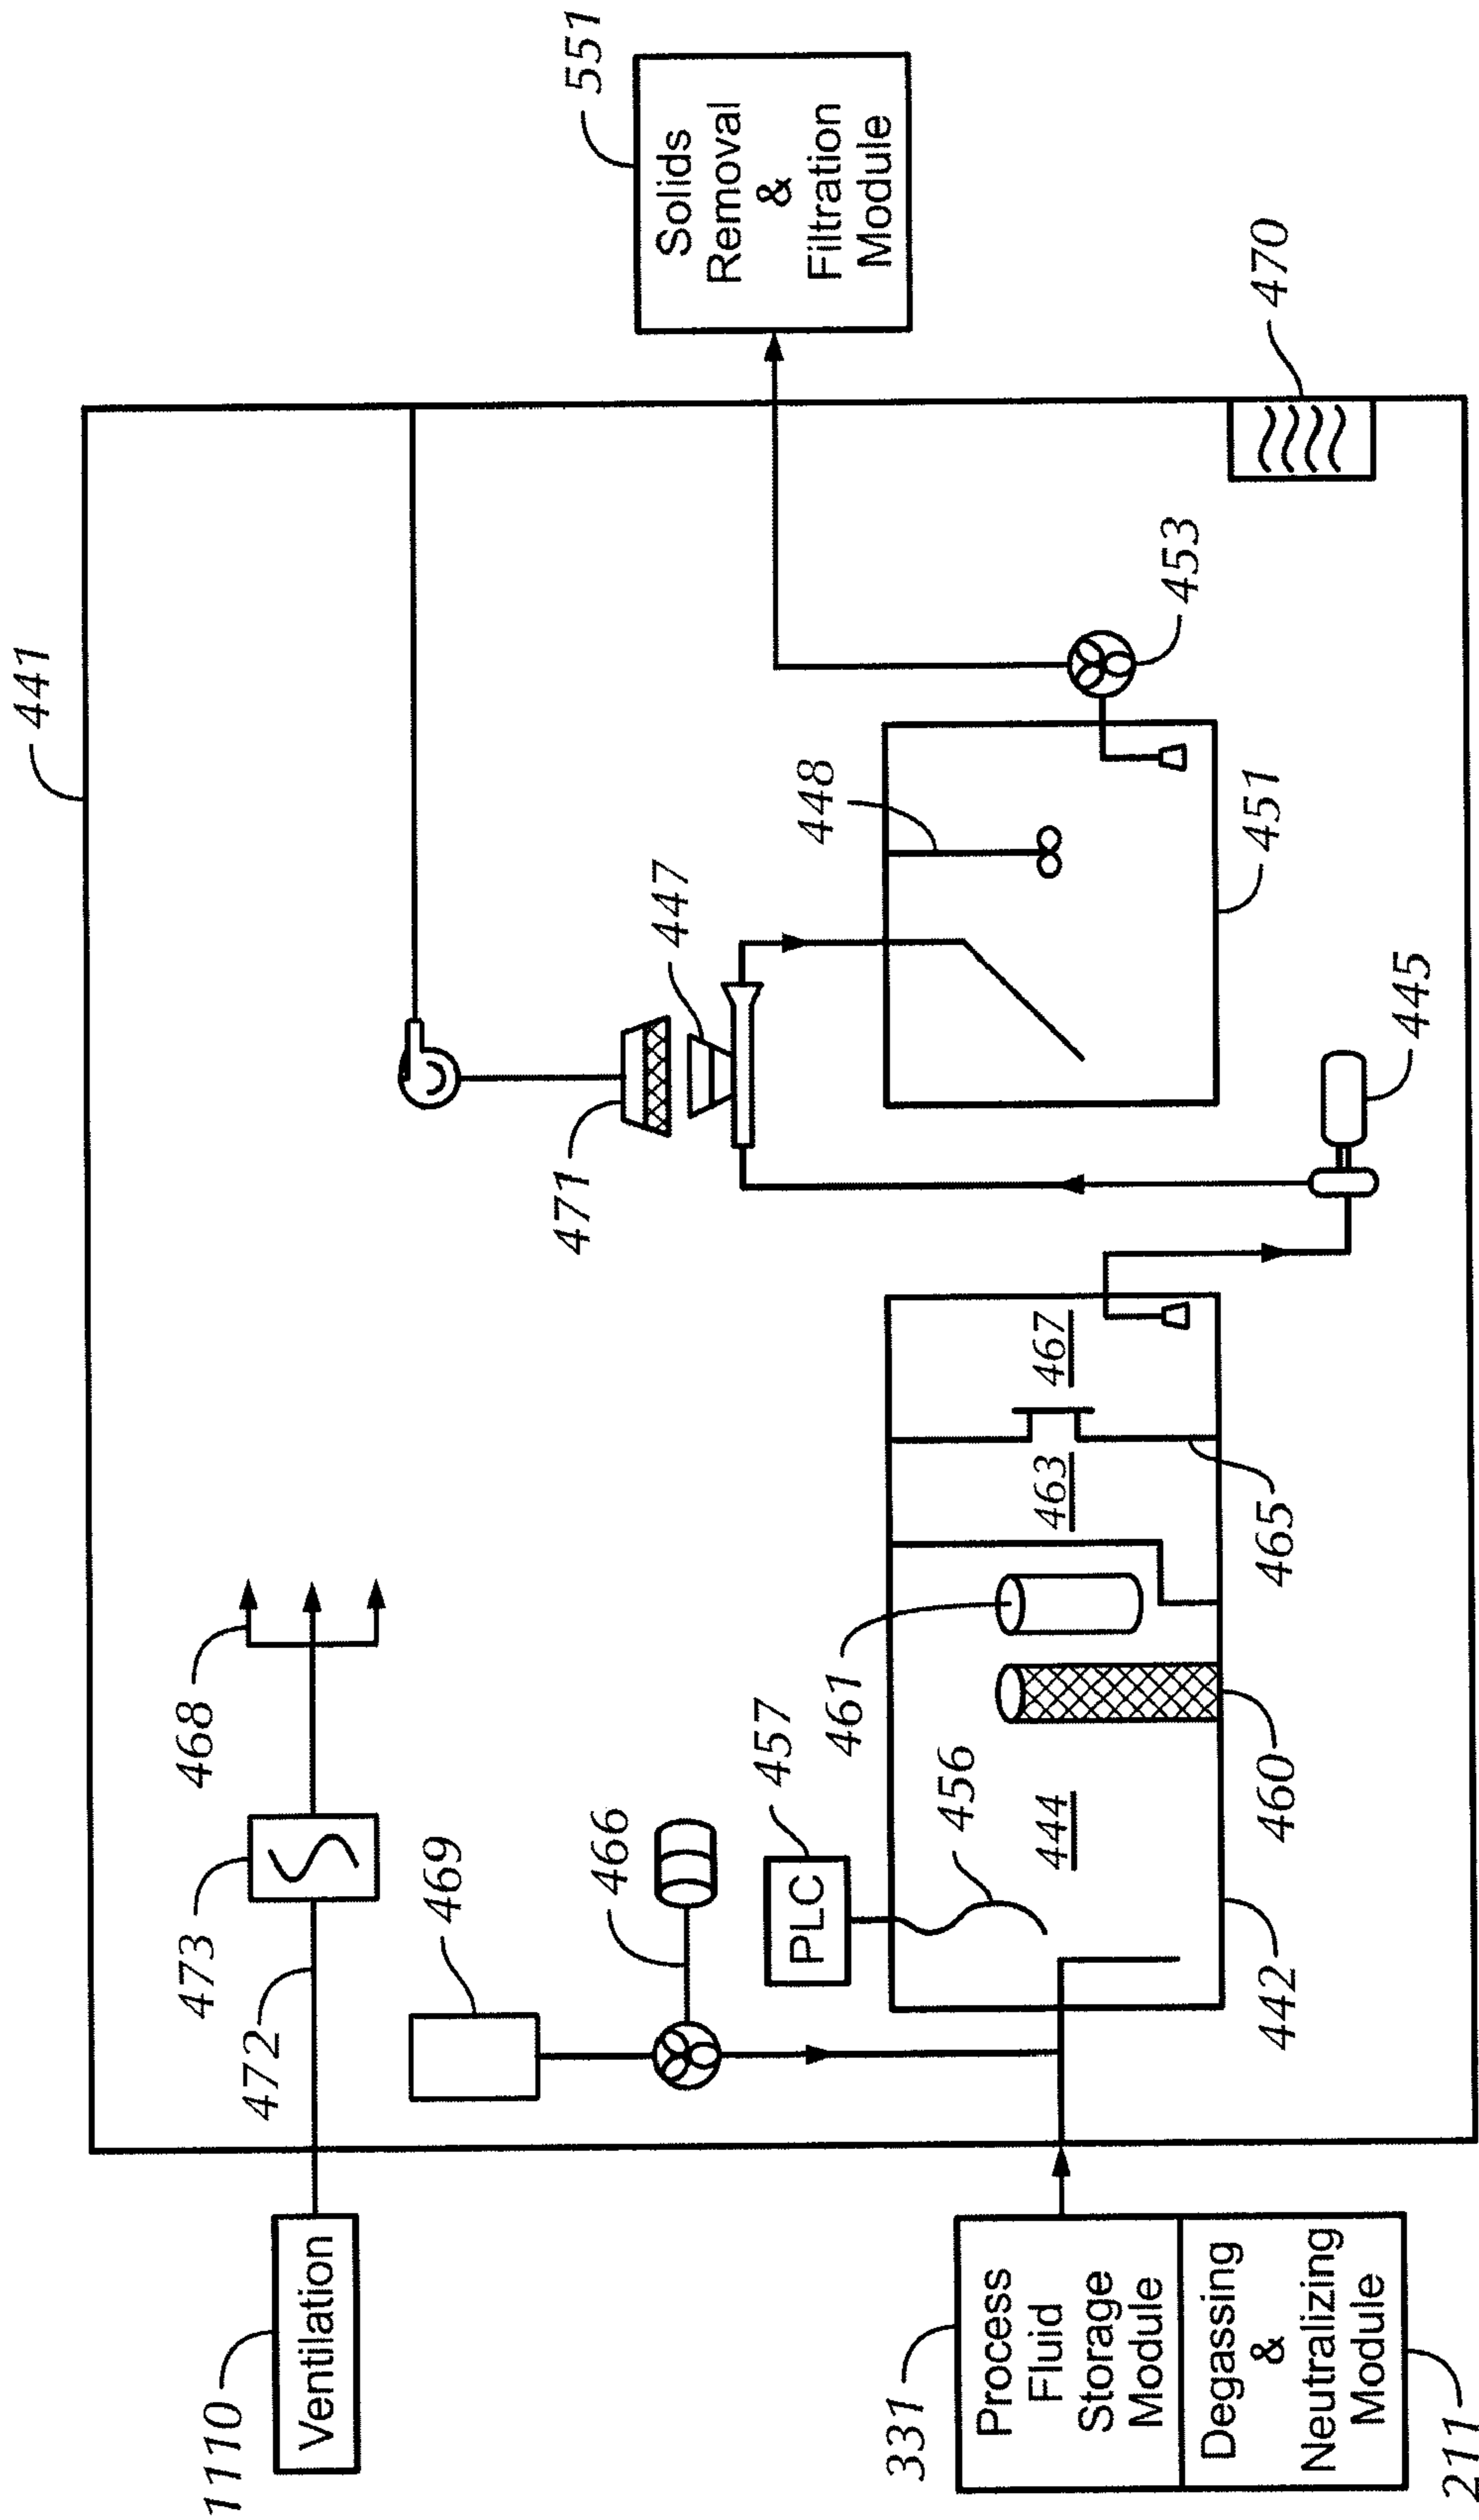 441
551
Solids
Removal
&
Filtration
Module
470
453
448
451
447
471
445
467
463
465
468
473
472
469
466
457
PLC
461
456
444
460
442
1110
Ventilation
331
Process
Fluid
Storage
Module
Degassing
&
Neutralizing
Module
211